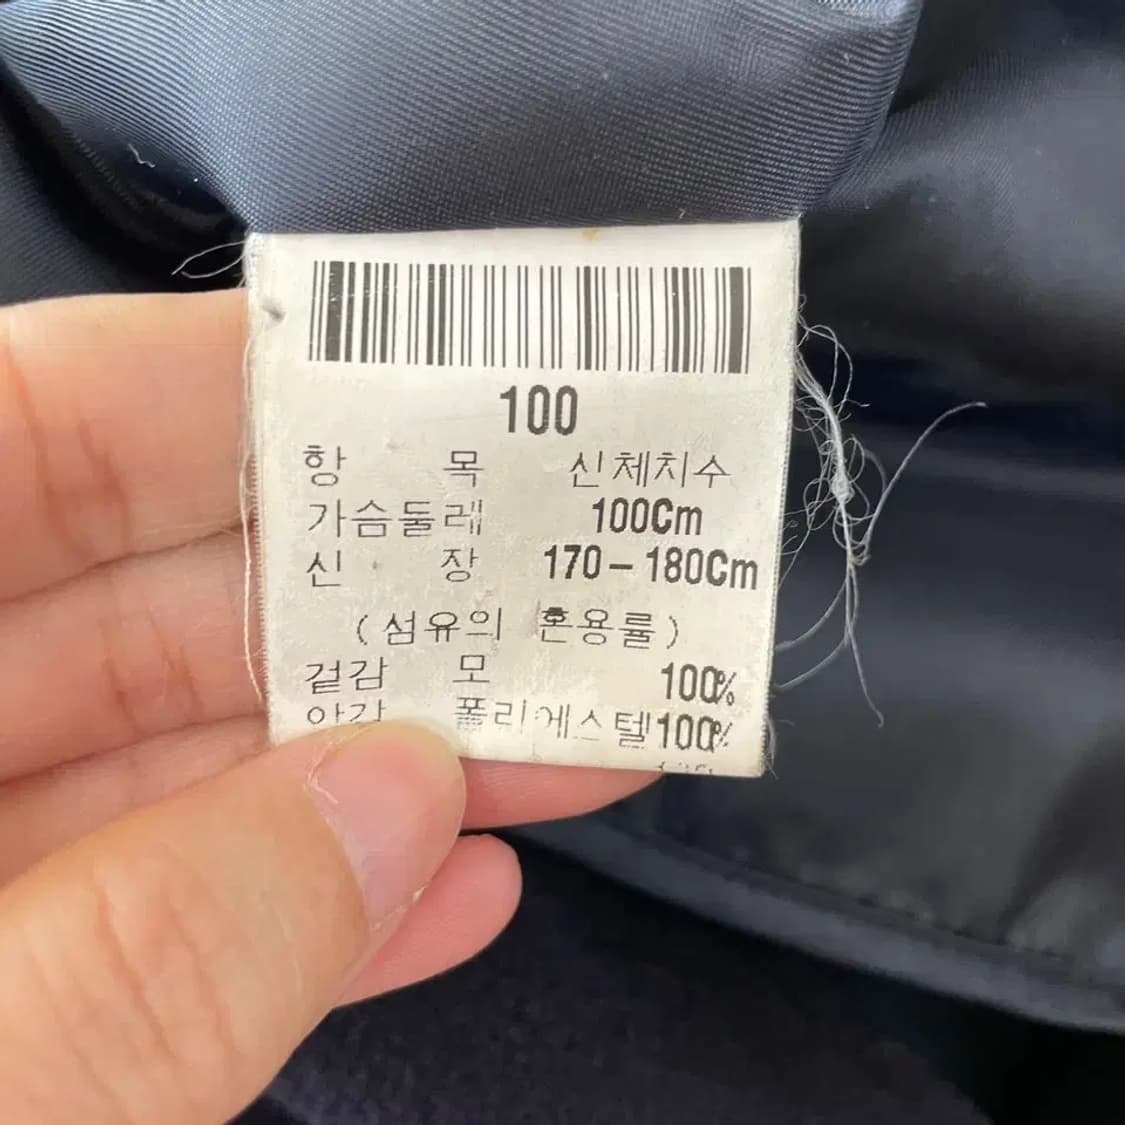 100
항 목 신체치수
가슴둘레 100Cm
신 장 170-180Cm
(섬유의 혼용률)
겉감 모 100%
안감 폴리에스텔100%